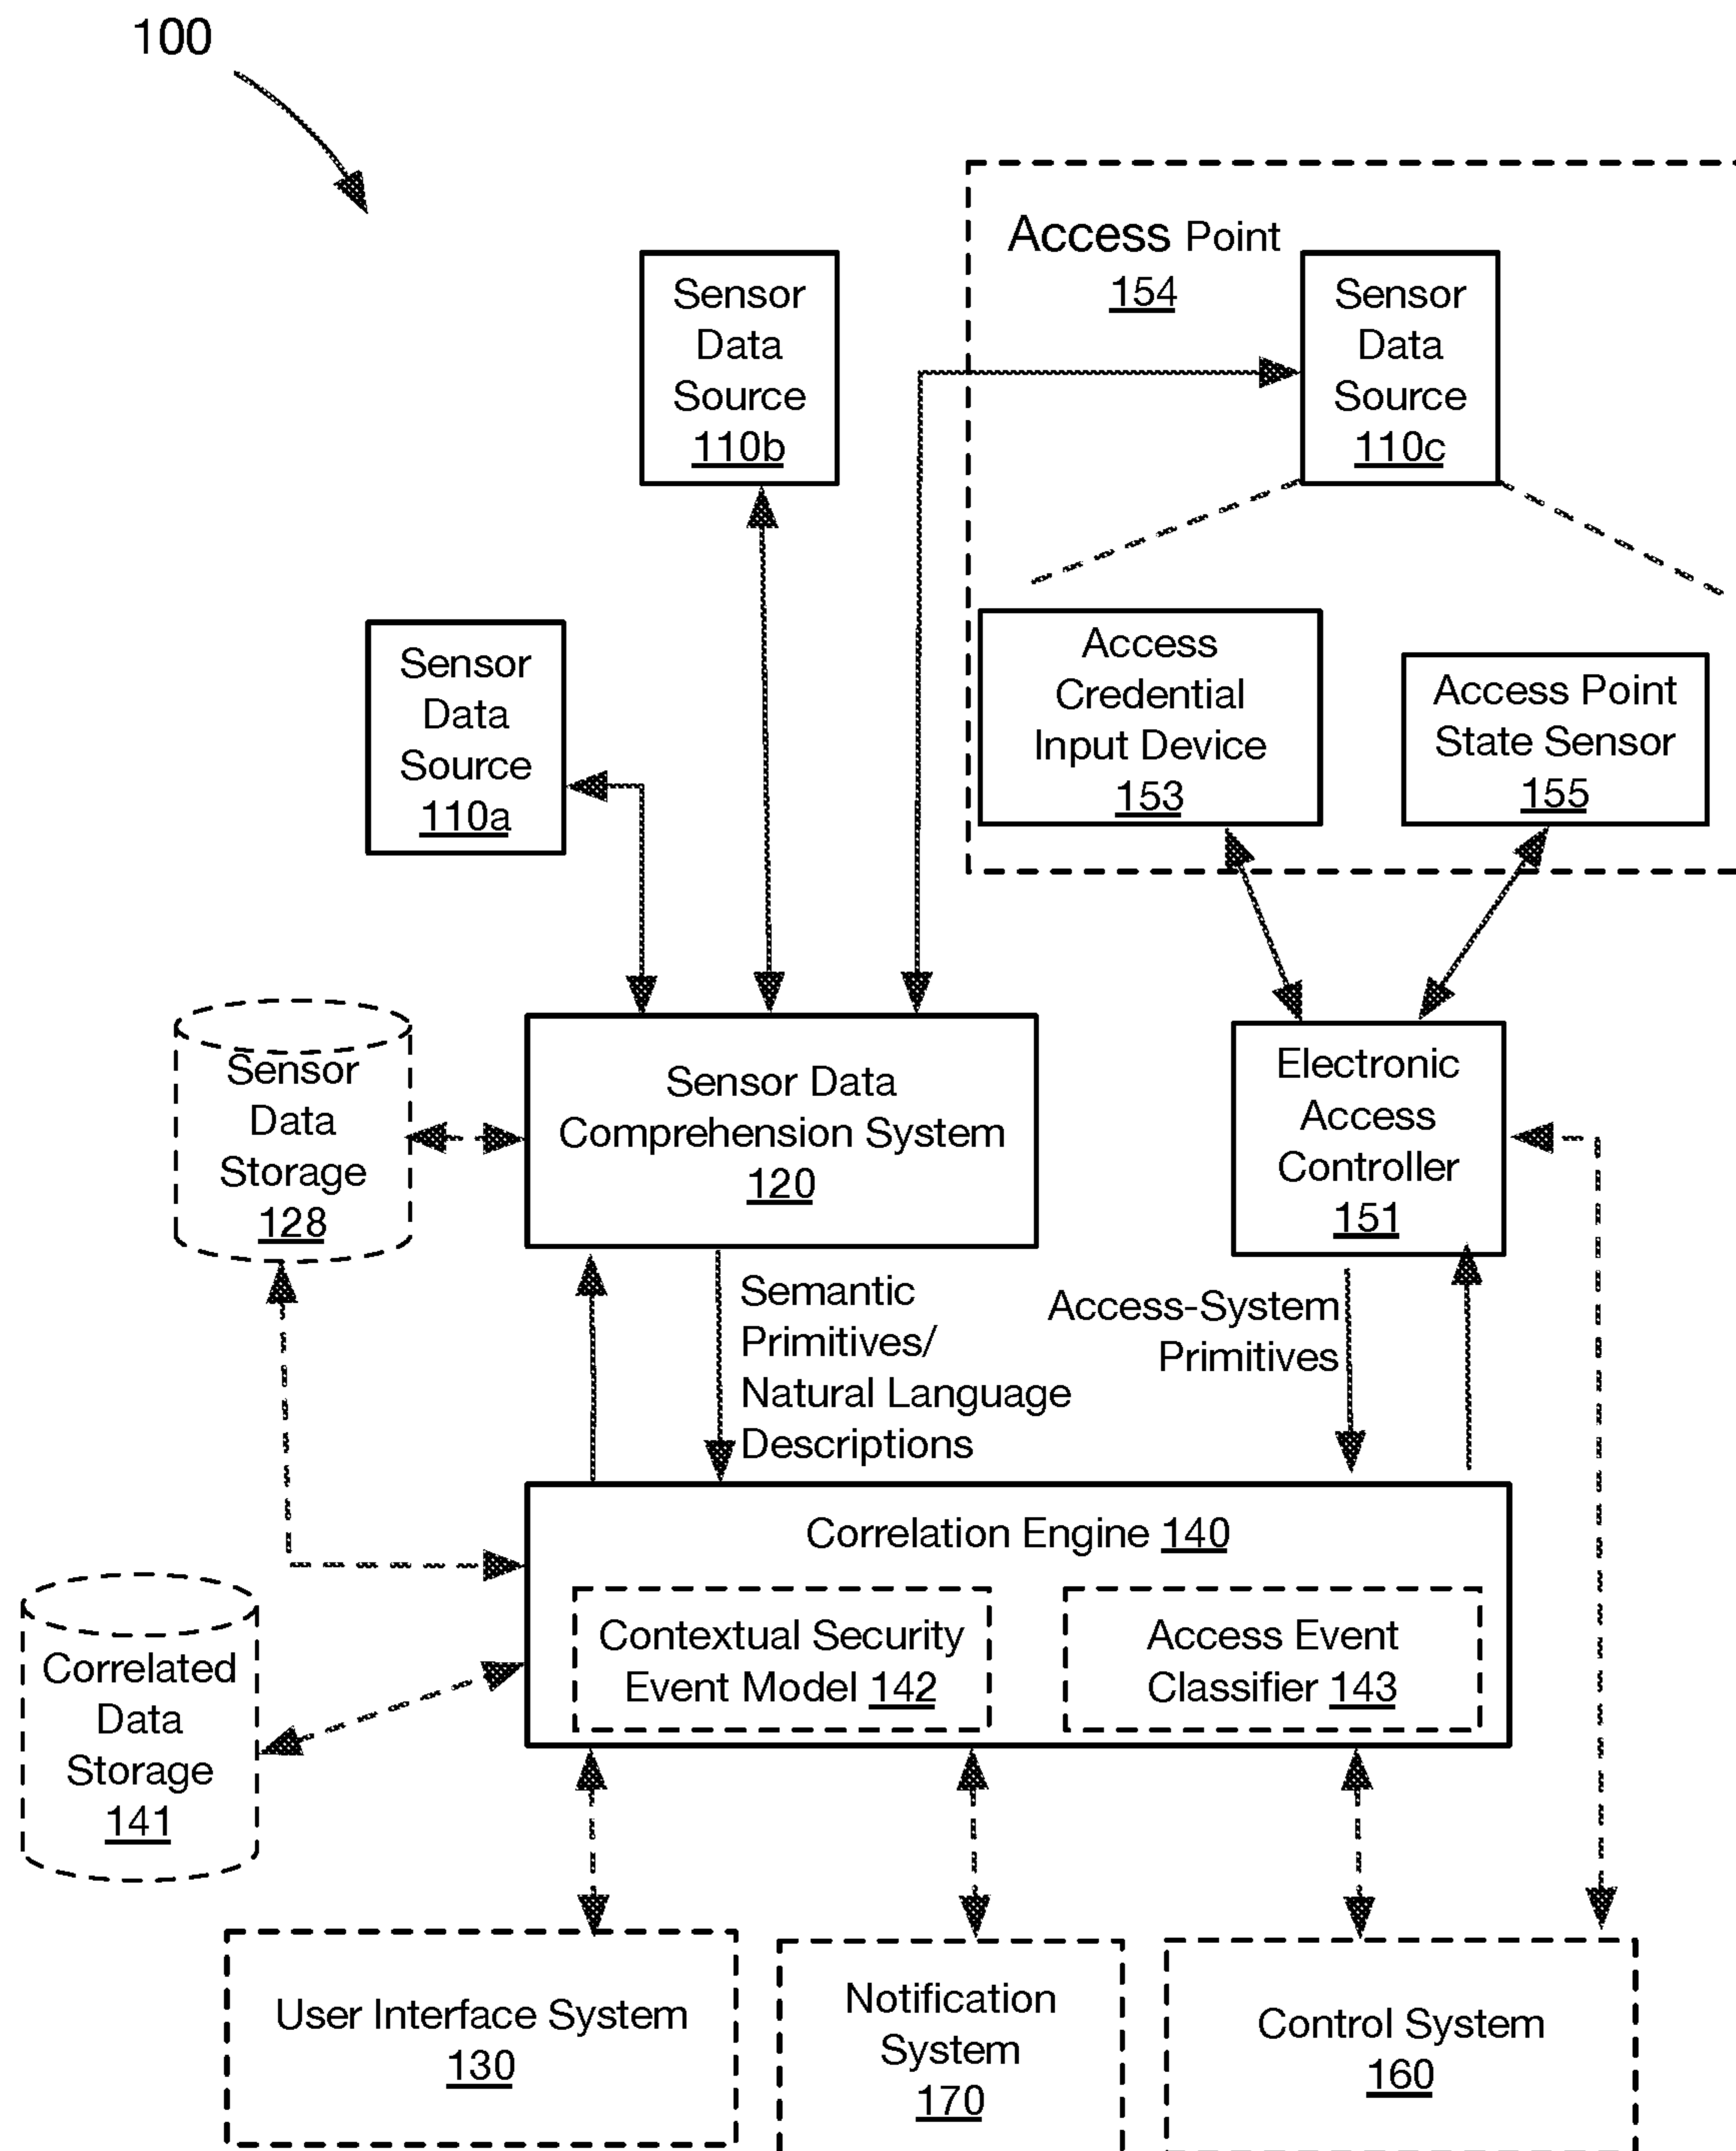 100
Access Point
154
Sensor
Data
Source
110b
Sensor
Data
Source
110c
Sensor
Data
Source
110a
Access
Credential
Input Device
153
Access Point
State Sensor
155
Sensor
Data
Storage
128
Sensor Data
Comprehension System
120
Electronic
Access
Controller
151
Semantic
Primitives/
Natural Language
Descriptions
Access-System
Primitives
Correlation Engine 140
Contextual Security
Event Model 142
Access Event
Classifier 143
Correlated
Data
Storage
141
User Interface System
130
Notification
System
170
Control System
160